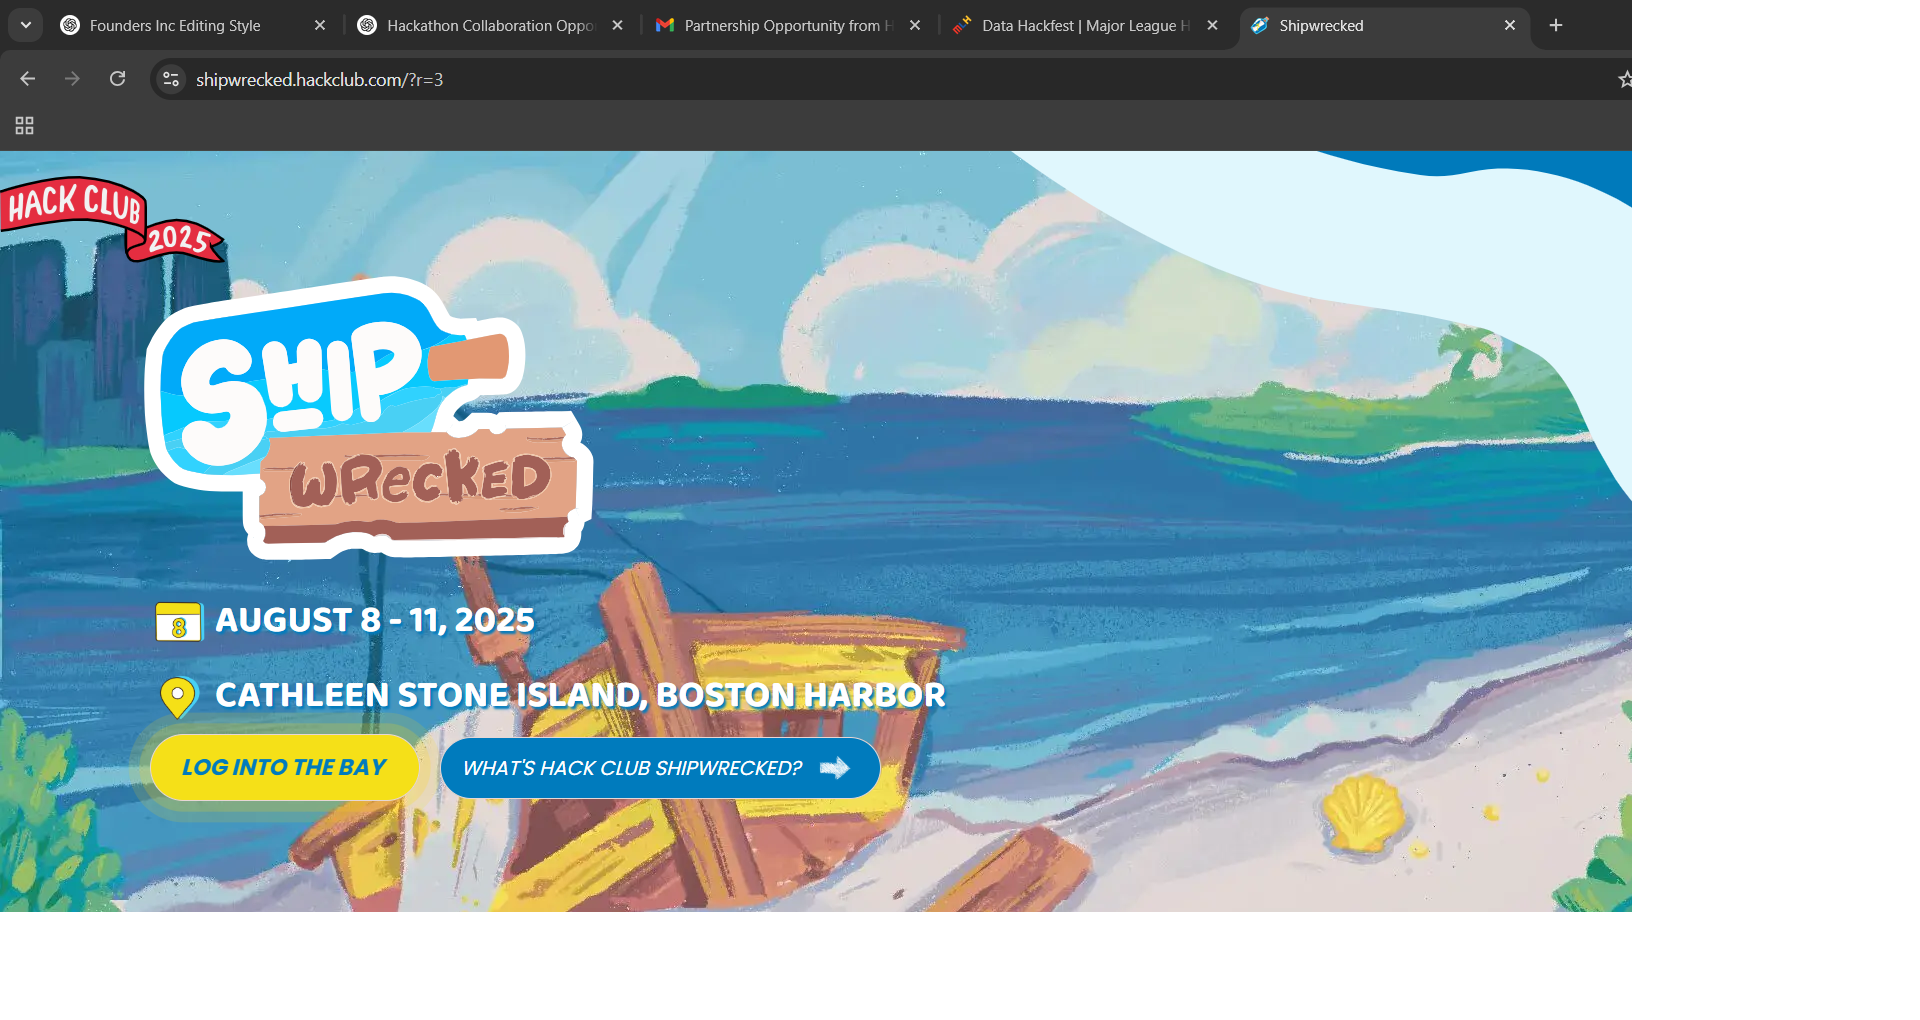 Founders Inc Editing Style
Hackathon Collaboration Oppo
Partnership Opportunity from H
Data Hackfest | Major League H
Shipwrecked
shipwrecked.hackclub.com/?r=3
HACK CLUB
2025
SHIP
WRecKED
8
AUGUST 8 - 11, 2025
CATHLEEN STONE ISLAND, BOSTON HARBOR
LOG INTO THE BAY
WHAT'S HACK CLUB SHIPWRECKED?